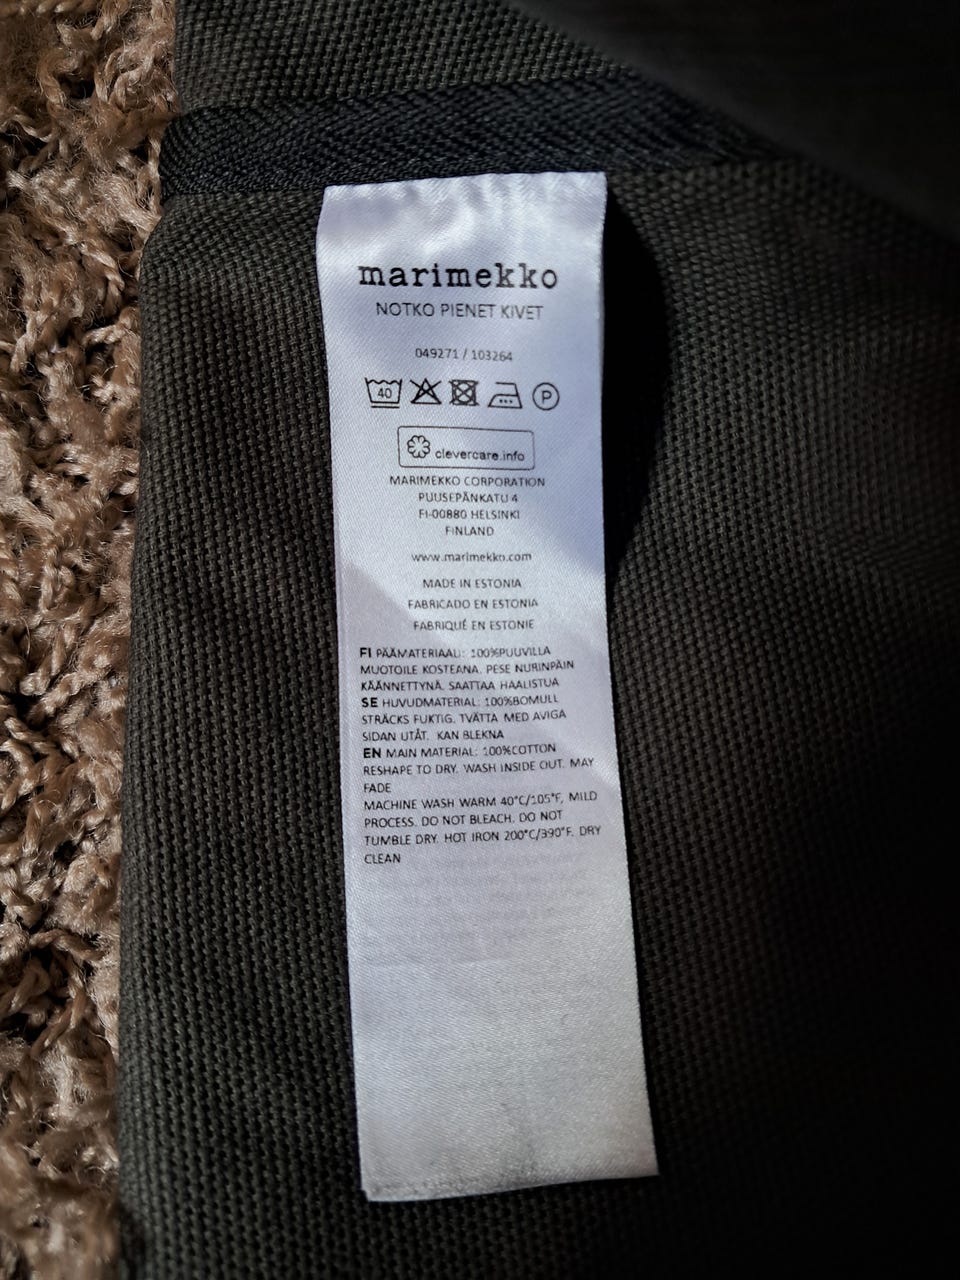 marimekko
NOTKO PIENET KIVET
049271 / 103264
40 P
clevercare.info
MARIMEKKO CORPORATION
PUUSEPÄNKATU 4
FI-00880 HELSINKI
FINLAND
www.marimekko.com
MADE IN ESTONIA
FABRICADO EN ESTONIA
FABRIQUÉ EN ESTONIE
FI PÄÄMATERIAALI: 100%PUUVILLA
MUOTOILE KOSTEANA. PESE NURINPÄIN
KÄÄNNETTYNÄ. SAATTAA HAALISTUA
SE HUVUDMATERIAL: 100%BOMULL
STRÄCKS FUKTIG. TVÄTTA MED AVIGA
SIDAN UTÅT. KAN BLEKNA
EN MAIN MATERIAL: 100%COTTON
RESHAPE TO DRY. WASH INSIDE OUT. MAY
FADE
MACHINE WASH WARM 40°C/105°F, MILD
PROCESS. DO NOT BLEACH. DO NOT
TUMBLE DRY. HOT IRON 200°C/390°F. DRY
CLEAN